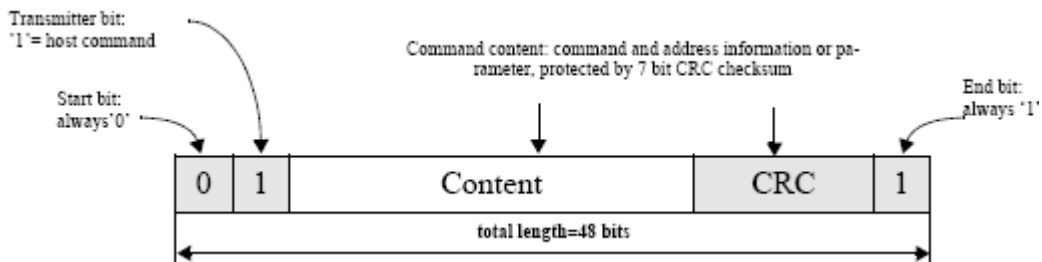 Transmitter bit:
'1'= host command
Command content: command and address information or pa-
rameter, protected by 7 bit CRC checksum
Start bit:
always'0'
End bit:
always '1'
0 1 Content CRC 1
total length=48 bits